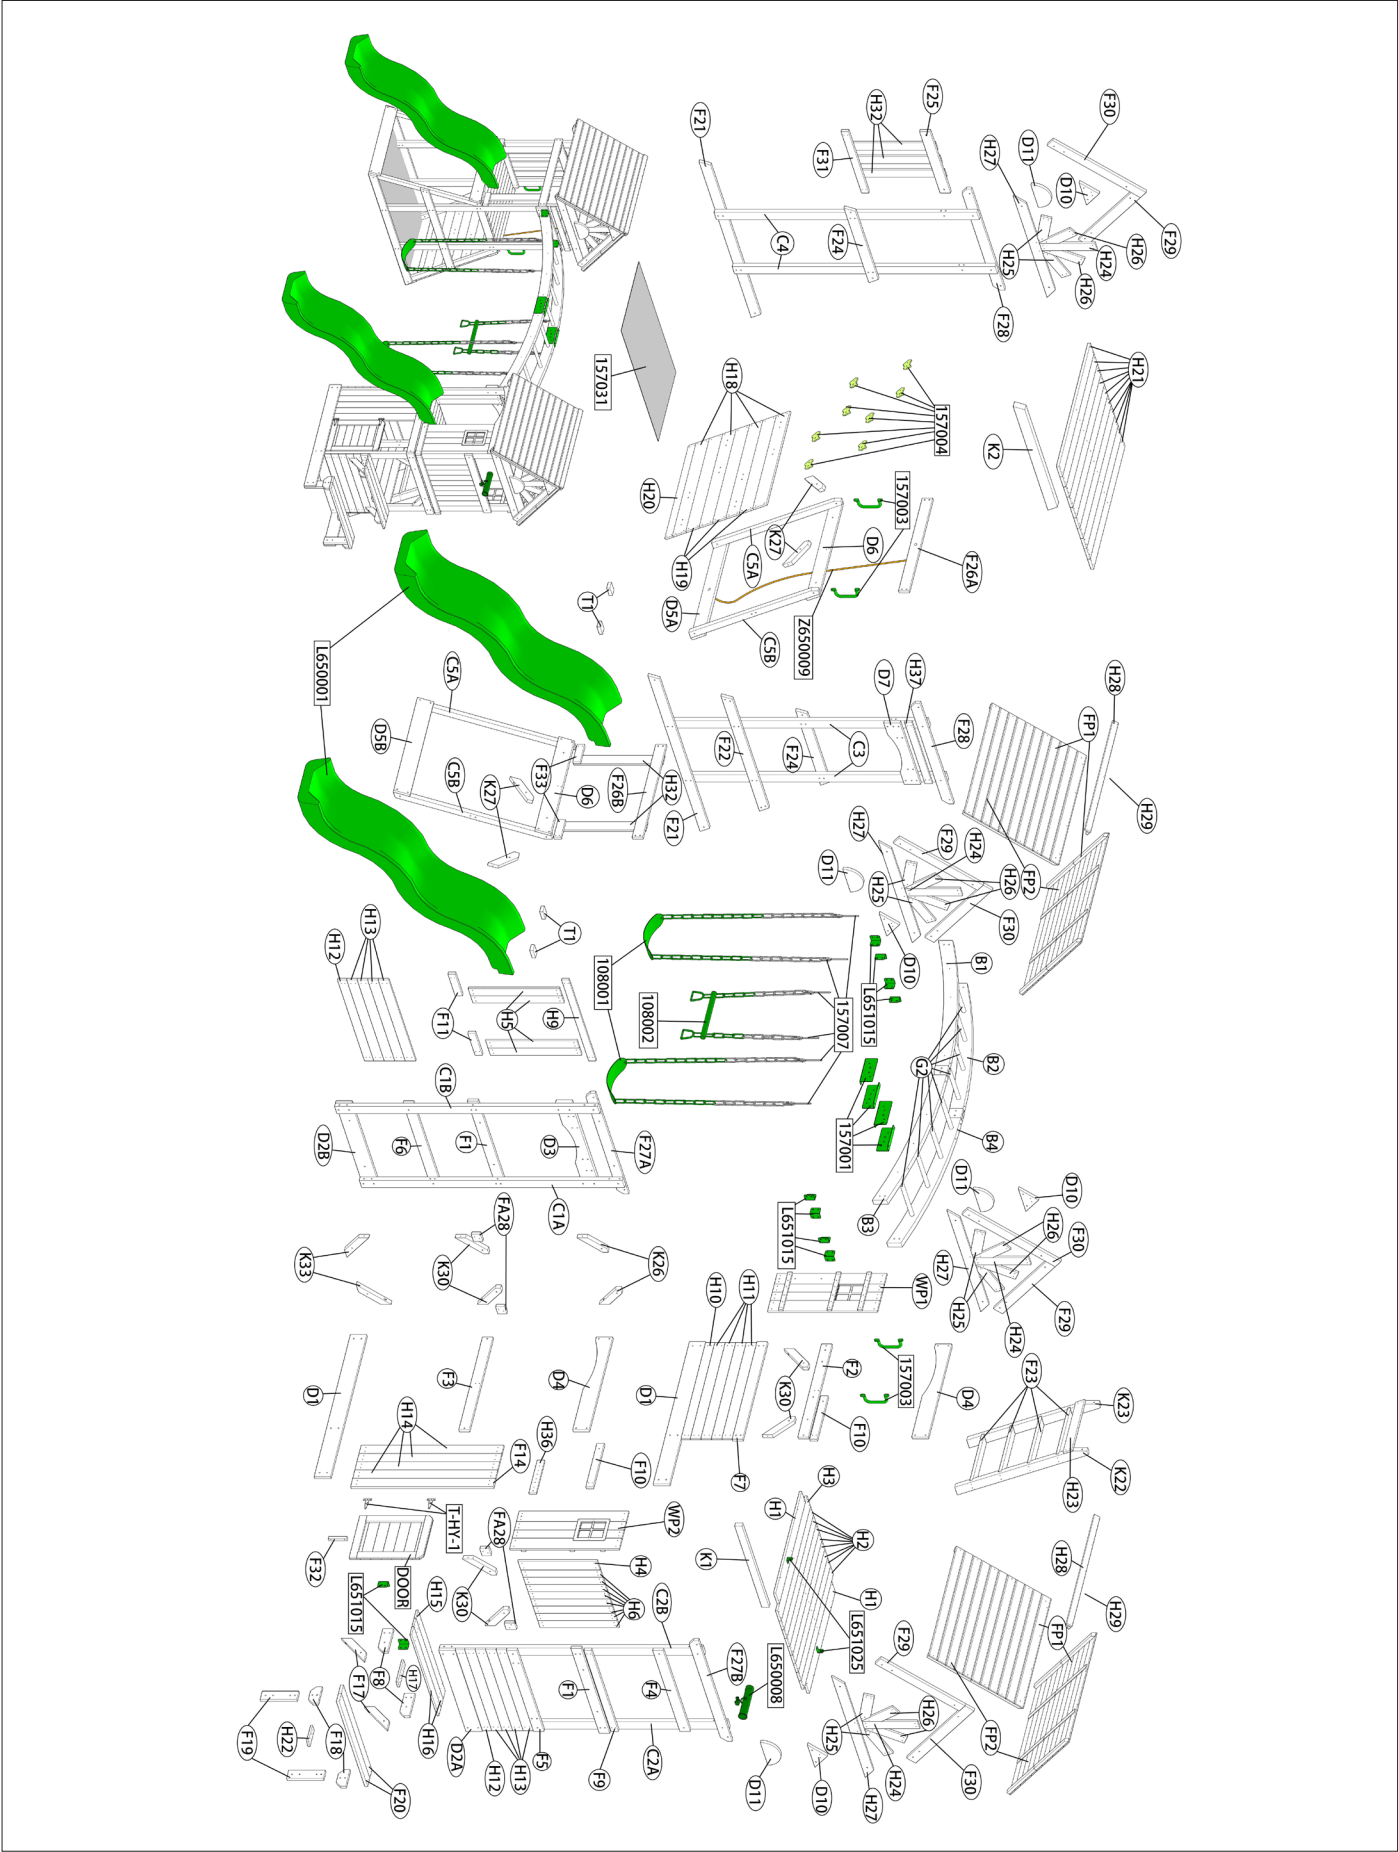 F30
D11
D10
F29
H27
H26
H24
H26
H25
F25
H32
F31
F21
C4
F24
F28
H21
K2
157004
157031
H18
H20
H19
K27
C5A
D6
157003
F26A
D5A
C5B
Z650009
T1
L650001
C5A
D5B
C5B
K27
F33
D6
F26B
H32
F21
F22
F24
C3
D7
H37
F28
H28
FP1
H29
FP2
H27
F29
H24
H26
H25
F30
D11
D10
T1
108001
108002
157007
L651015
157001
B1
B2
G2
B4
B3
H13
H12
F11
H5
H9
C1B
D2B
F6
F1
D3
F27A
C1A
L651015
D11
D10
H26
F30
H27
H25
H24
F29
K33
K30
FA28
K26
H10
H11
WP1
D1
F3
D4
D1
K30
F2
F10
157003
D4
F23
K23
K22
H23
H14
F14
H36
F10
F7
T-HY-1
F32
DOOR
FA28
K30
WP2
H4
H6
K1
H1
H3
H2
H1
L651025
H28
H29
FP1
FP2
L651015
H15
F17
F8
H17
H16
F19
H22
F18
F20
D2A
H12
H13
F5
F1
F9
F4
C2B
C2A
F27B
L650008
D11
D10
F29
H26
H25
H24
H27
F30